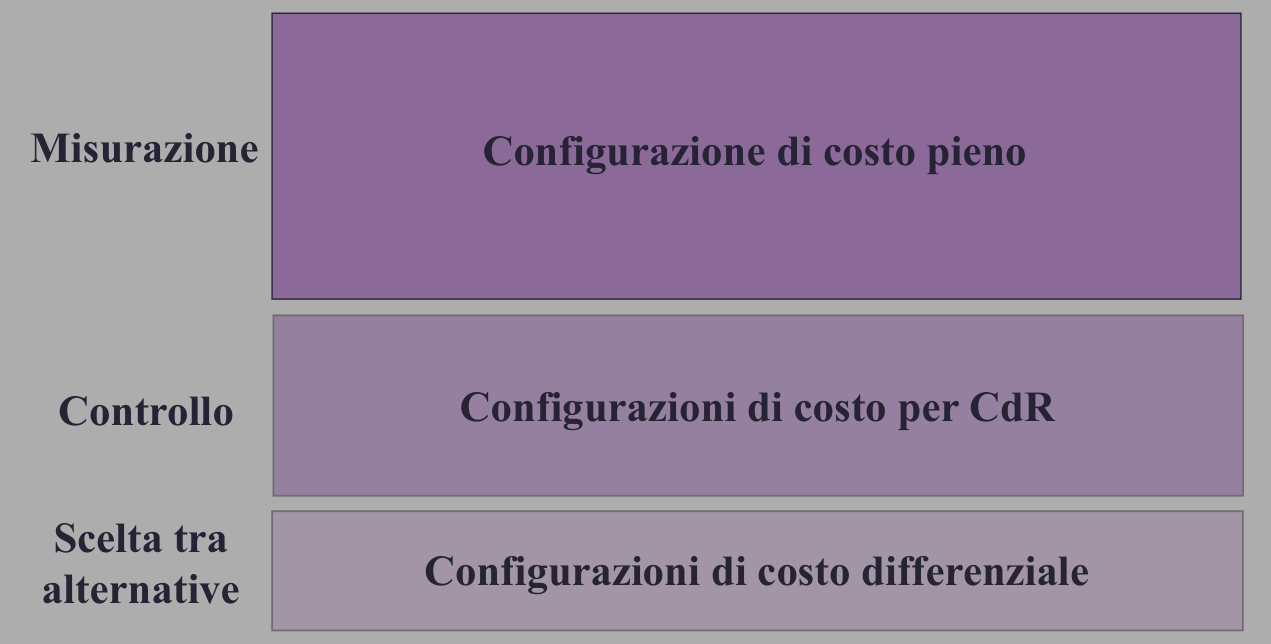 Misurazione
Configurazione di costo pieno
Controllo
Configurazioni di costo per CdR
Scelta tra
alternative
Configurazioni di costo differenziale